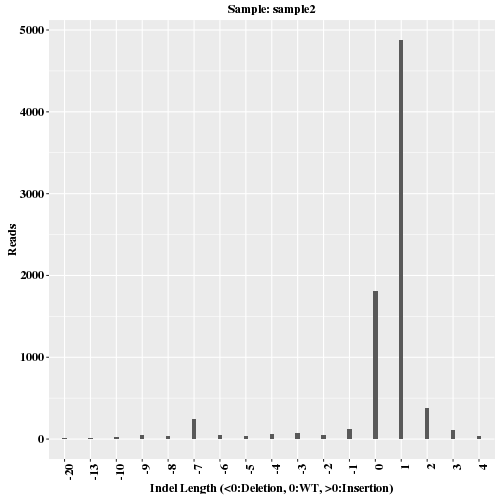 Sample: sample2
5000
4000
3000
2000
1000
0
Reads
-20 -13 -10 -9 -8 -7 -6 -5 -4 -3 -2 -1 0 1 2 3 4
Indel Length (<0:Deletion, 0:WT, >0:Insertion)